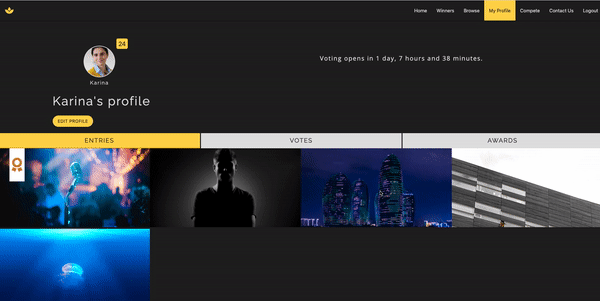 Home Winners Browse My Profile Compete Contact Us Logout
24
Karina
Voting opens in 1 day, 7 hours and 38 minutes.
Karina's profile
EDIT PROFILE
ENTRIES VOTES AWARDS